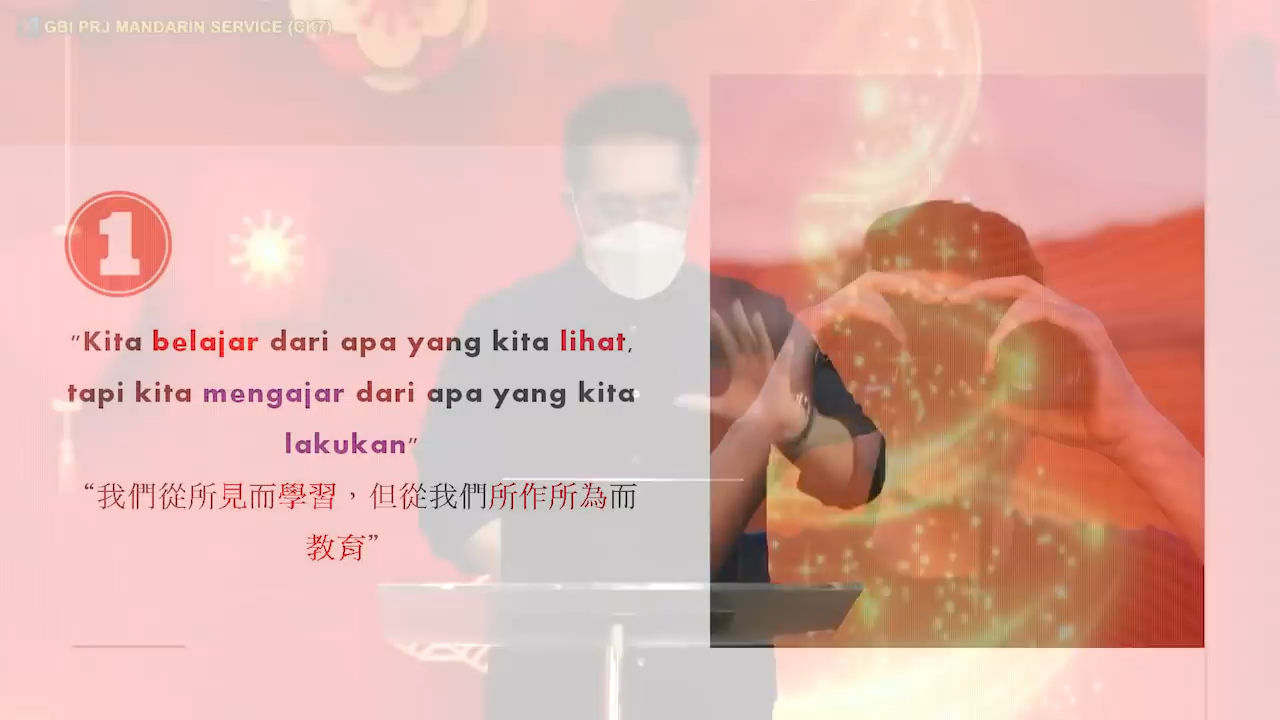 GBI PRJ MANDARIN SERVICE (CK7)
1
"Kita belajar dari apa yang kita lihat,
tapi kita mengajar dari apa yang kita
lakukan"
“我們從所見而學習，但從我們所作所為而
教育”